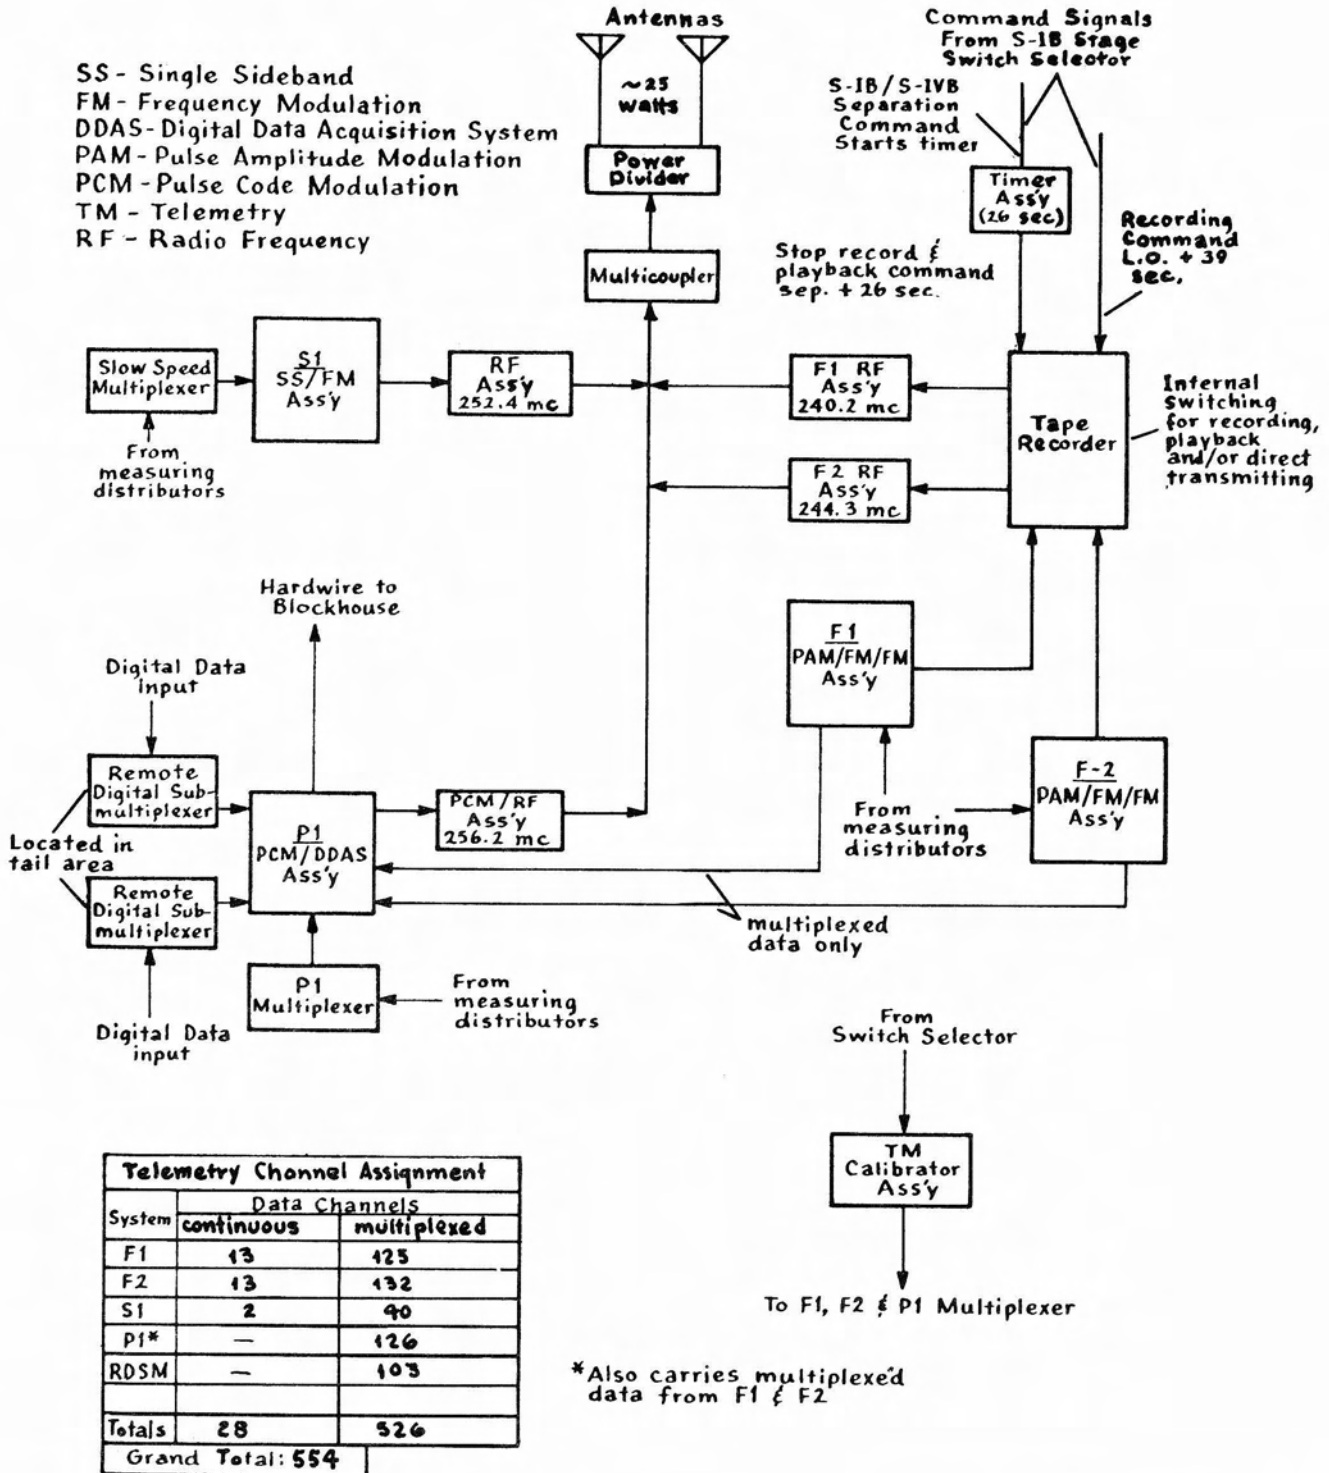 Antennas
~25
watts
Power
Divider
Multicoupler
Command Signals
From S-IB Stage
Switch Selector
S-IB/S-IVB
Separation
Command
Starts timer
Timer
Ass'y
(26 sec)
Recording
Command
L.O. + 39
sec.
Stop record &
playback command
sep. + 26 sec.
SS - Single Sideband
FM - Frequency Modulation
DDAS - Digital Data Acquisition System
PAM - Pulse Amplitude Modulation
PCM - Pulse Code Modulation
TM - Telemetry
RF - Radio Frequency
Slow Speed
Multiplexer
From
measuring
distributors
S1
SS/FM
Ass'y
RF
Ass'y
252.4 mc
F1 RF
Ass'y
240.2 mc
F2 RF
Ass'y
244.3 mc
Tape
Recorder
Internal
switching
for recording,
playback
and/or direct
transmitting
Hardwire to
Blockhouse
Digital Data
input
Remote
Digital Sub-
multiplexer
Located in
tail area
Remote
Digital Sub-
multiplexer
Digital Data
input
P1
PCM/DDAS
Ass'y
PCM/RF
Ass'y
256.2 mc
P1
Multiplexer
From
measuring
distributors
F1
PAM/FM/FM
Ass'y
From
measuring
distributors
F-2
PAM/FM/FM
Ass'y
multiplexed
data only
From
Switch Selector
TM
Calibrator
Ass'y
To F1, F2 & P1 Multiplexer
Telemetry Channel Assignment
System Data Channels
continuous multiplexed
F1 13 125
F2 13 132
S1 2 40
P1* — 126
RDSM — 103
Totals 28 526
Grand Total: 554
*Also carries multiplexed
data from F1 & F2